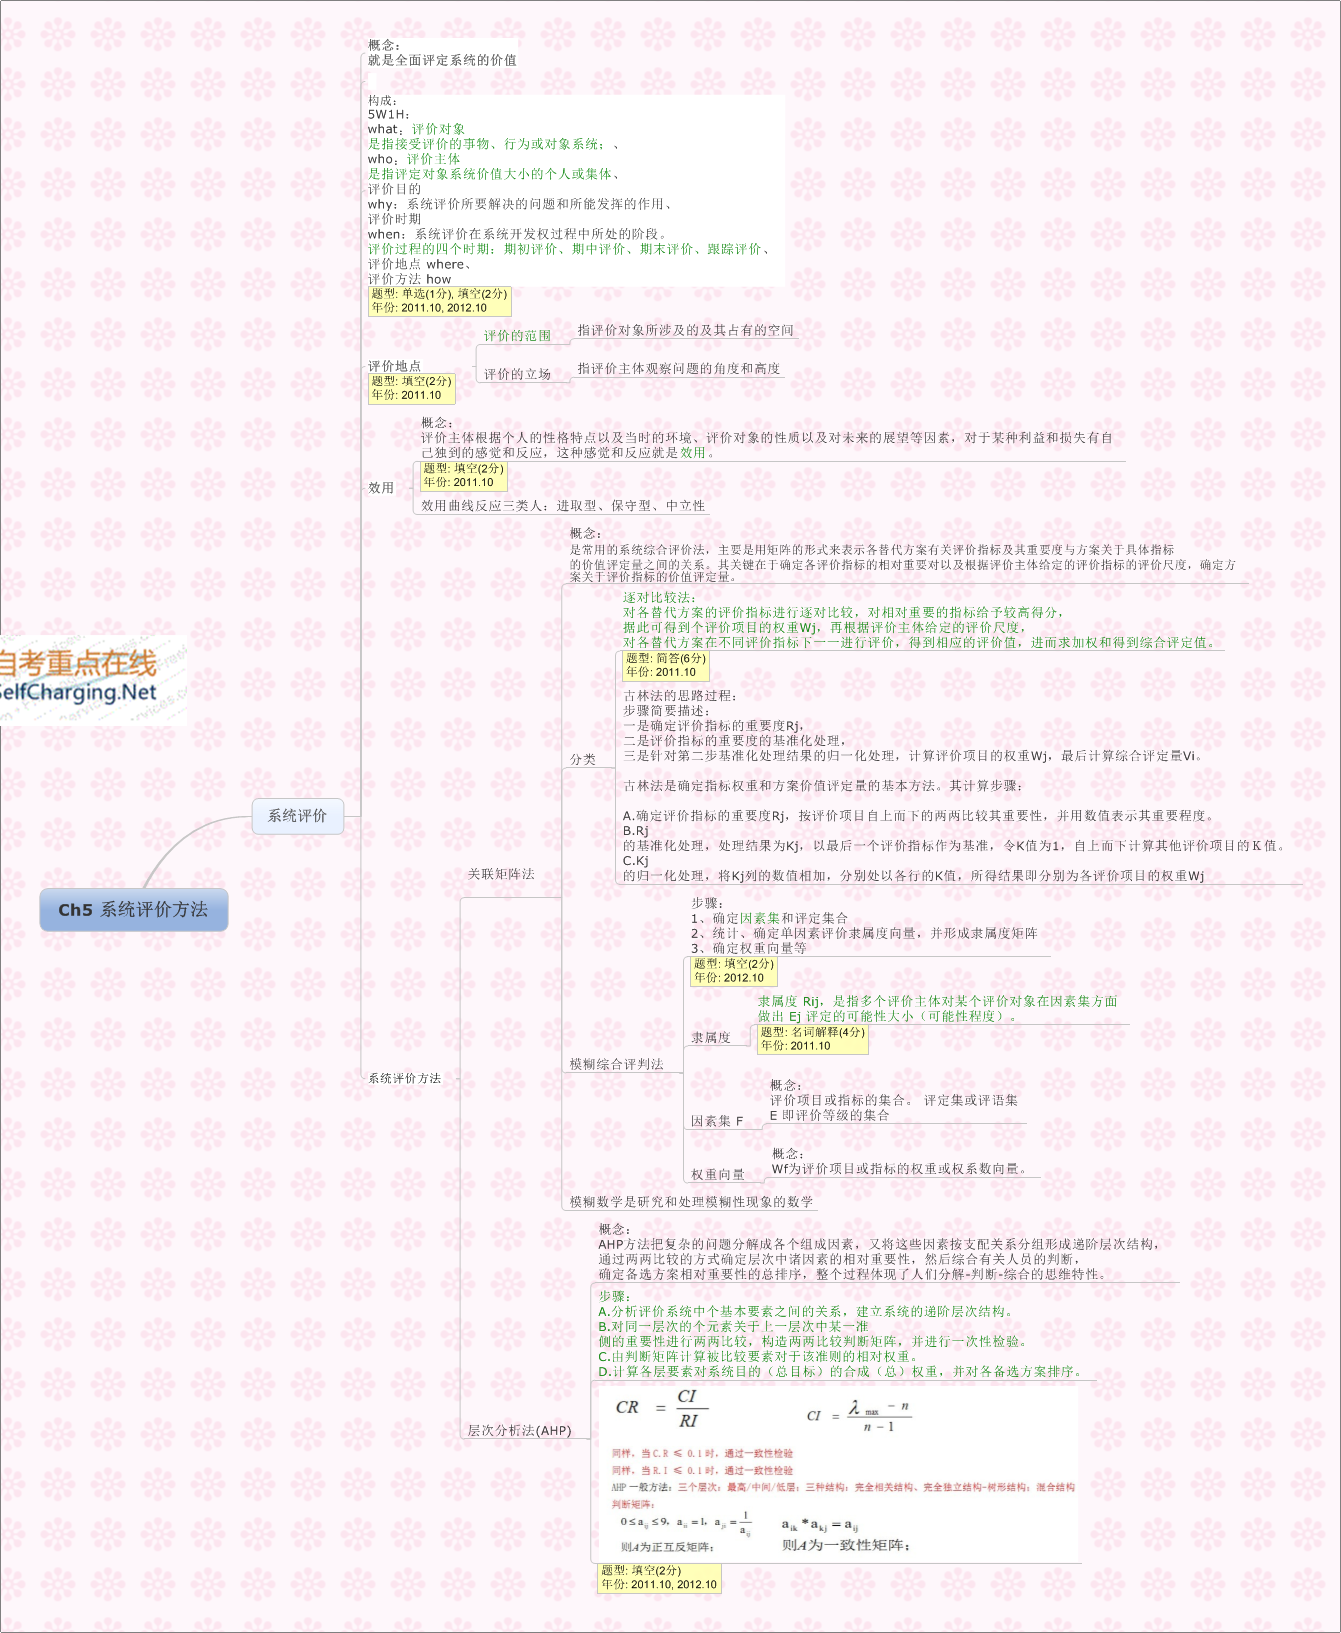 概念：
就是全面评定系统的价值
构成：
5W1H：
what：评价对象
是指接受评价的事物、行为或对象系统；、
who：评价主体
是指评定对象系统价值大小的个人或集体、
评价目的
why：系统评价所要解决的问题和所能发挥的作用、
评价时期
when：系统评价在系统开发权过程中所处的阶段。
评价过程的四个时期：期初评价、期中评价、期末评价、跟踪评价、
评价地点 where、
评价方法 how
题型: 单选(1分), 填空(2分)
年份: 2011.10, 2012.10
评价地点
题型: 填空(2分)
年份: 2011.10
评价的范围
指评价对象所涉及的及其占有的空间
评价的立场
指评价主体观察问题的角度和高度
效用
概念：
评价主体根据个人的性格特点以及当时的环境、评价对象的性质以及对未来的展望等因素，对于某种利益和损失有自
己独到的感觉和反应，这种感觉和反应就是效用。
题型: 填空(2分)
年份: 2011.10
效用曲线反应三类人：进取型、保守型、中立性
概念：
是常用的系统综合评价法，主要是用矩阵的形式来表示各替代方案有关评价指标及其重要度与方案关于具体指标
的价值评定量之间的关系。其关键在于确定各评价指标的相对重要对以及根据评价主体给定的评价指标的评价尺度，确定方
案关于评价指标的价值评定量。
逐对比较法：
对各替代方案的评价指标进行逐对比较，对相对重要的指标给予较高得分，
据此可得到个评价项目的权重Wj，再根据评价主体给定的评价尺度，
对各替代方案在不同评价指标下一一进行评价，得到相应的评价值，进而求加权和得到综合评定值。
题型: 简答(6分)
年份: 2011.10
古林法的思路过程：
步骤简要描述：
一是确定评价指标的重要度Rj，
二是评价指标的重要度的基准化处理，
三是针对第二步基准化处理结果的归一化处理，计算评价项目的权重Wj，最后计算综合评定量Vi。
古林法是确定指标权重和方案价值评定量的基本方法。其计算步骤：
A.确定评价指标的重要度Rj，按评价项目自上而下的两两比较其重要性，并用数值表示其重要程度。
B.Rj
的基准化处理，处理结果为Kj，以最后一个评价指标作为基准，令K值为1，自上而下计算其他评价项目的K值。
C.Kj
的归一化处理，将Kj列的数值相加，分别处以各行的K值，所得结果即分别为各评价项目的权重Wj
分类
自考重点在线
SelfCharging.Net
系统评价
关联矩阵法
Ch5 系统评价方法
步骤：
1、确定因素集和评定集合
2、统计、确定单因素评价隶属度向量，并形成隶属度矩阵
3、确定权重向量等
题型: 填空(2分)
年份: 2012.10
隶属度
隶属度 Rij，是指多个评价主体对某个评价对象在因素集方面
做出 Ej 评定的可能性大小（可能性程度）。
题型: 名词解释(4分)
年份: 2011.10
模糊综合评判法
系统评价方法
因素集 F
概念：
评价项目或指标的集合。 评定集或评语集
E 即评价等级的集合
权重向量
概念：
Wf为评价项目或指标的权重或权系数向量。
模糊数学是研究和处理模糊性现象的数学
概念：
AHP方法把复杂的问题分解成各个组成因素，又将这些因素按支配关系分组形成递阶层次结构，
通过两两比较的方式确定层次中诸因素的相对重要性，然后综合有关人员的判断，
确定备选方案相对重要性的总排序，整个过程体现了人们分解-判断-综合的思维特性。
步骤：
A.分析评价系统中个基本要素之间的关系，建立系统的递阶层次结构。
B.对同一层次的个元素关于上一层次中某一准
侧的重要性进行两两比较，构造两两比较判断矩阵，并进行一次性检验。
C.由判断矩阵计算被比较要素对于该准则的相对权重。
D.计算各层要素对系统目的（总目标）的合成（总）权重，并对各备选方案排序。
层次分析法(AHP)
CR = CI / RI
CI = (λmax - n) / (n - 1)
同样，当C.R ≤ 0.1时，通过一致性检验
同样，当R.I ≤ 0.1时，通过一致性检验
AHP 一般方法：三个层次：最高/中间/低层；三种结构：完全相关结构、完全独立结构-树形结构；混合结构
判断矩阵：
0≤aij≤9，aii=1，aji=1/aij
aik*akj=aij
则A为正互反矩阵；
则A为一致性矩阵；
题型: 填空(2分)
年份: 2011.10, 2012.10